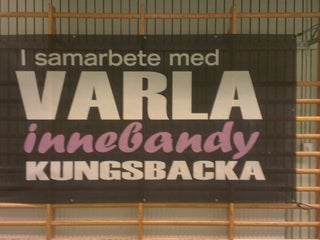 I samarbete med
VARLA
innebandy
KUNGSBACKA